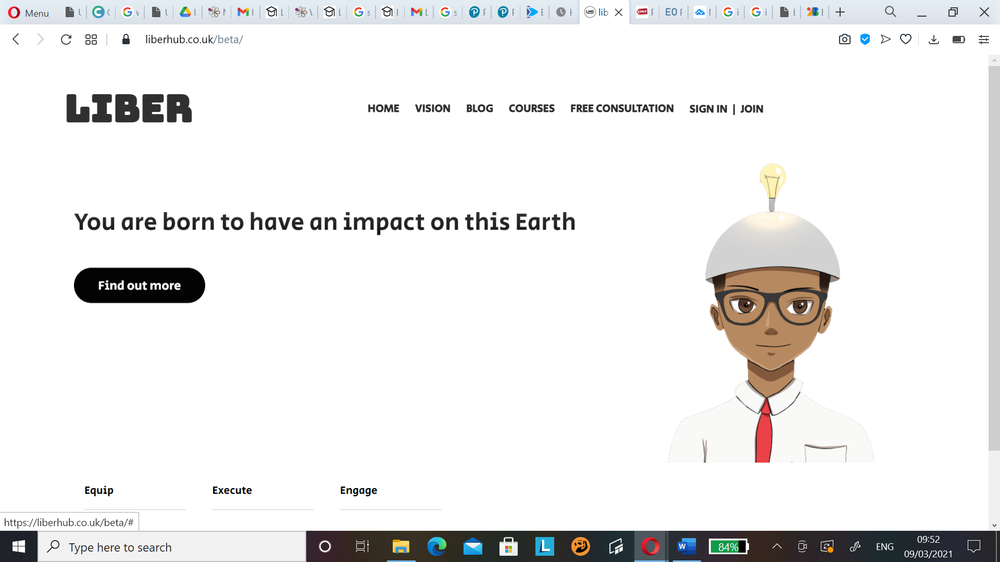 Menu
lib
liberhub.co.uk/beta/
LIBER
HOME VISION BLOG COURSES FREE CONSULTATION SIGN IN | JOIN
You are born to have an impact on this Earth
Find out more
Equip Execute Engage
https://liberhub.co.uk/beta/#
Type here to search
84%
ENG
09:52
09/03/2021